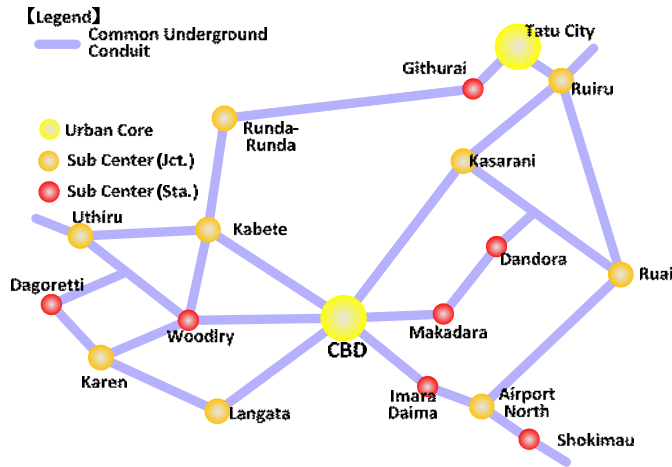 【Legend】
Common Underground
Conduit
Urban Core
Sub Center (Jct.)
Sub Center (Sta.)
Tatu City
Githurai
Ruiru
Runda-
Runda
Kasarani
Uthiru
Kabete
Dandora
Ruai
Dagoretti
Woodlry
Makadara
CBD
Karen
Langata
Imara
Daima
Airport
North
Shokimau